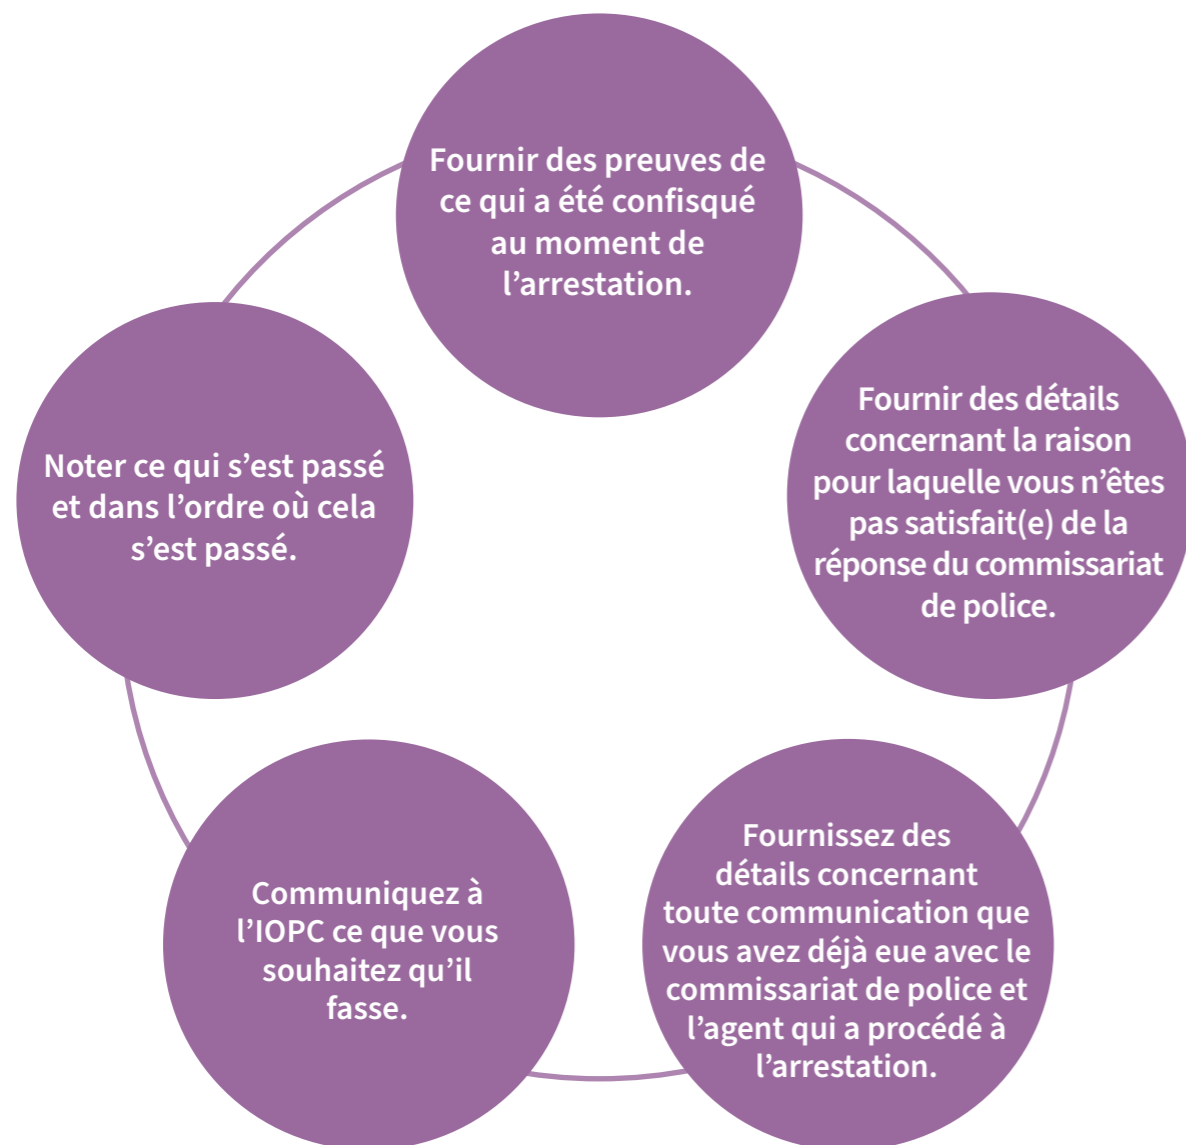 Fournir des preuves de
ce qui a été confisqué
au moment de
l’arrestation.
Fournir des détails
concernant la raison
pour laquelle vous n’êtes
pas satisfait(e) de la
réponse du commissariat
de police.
Fournissez des
détails concernant
toute communication que
vous avez déjà eue avec le
commissariat de police et
l’agent qui a procédé à
l’arrestation.
Communiquez à
l’IOPC ce que vous
souhaitez qu’il
fasse.
Noter ce qui s’est passé
et dans l’ordre où cela
s’est passé.